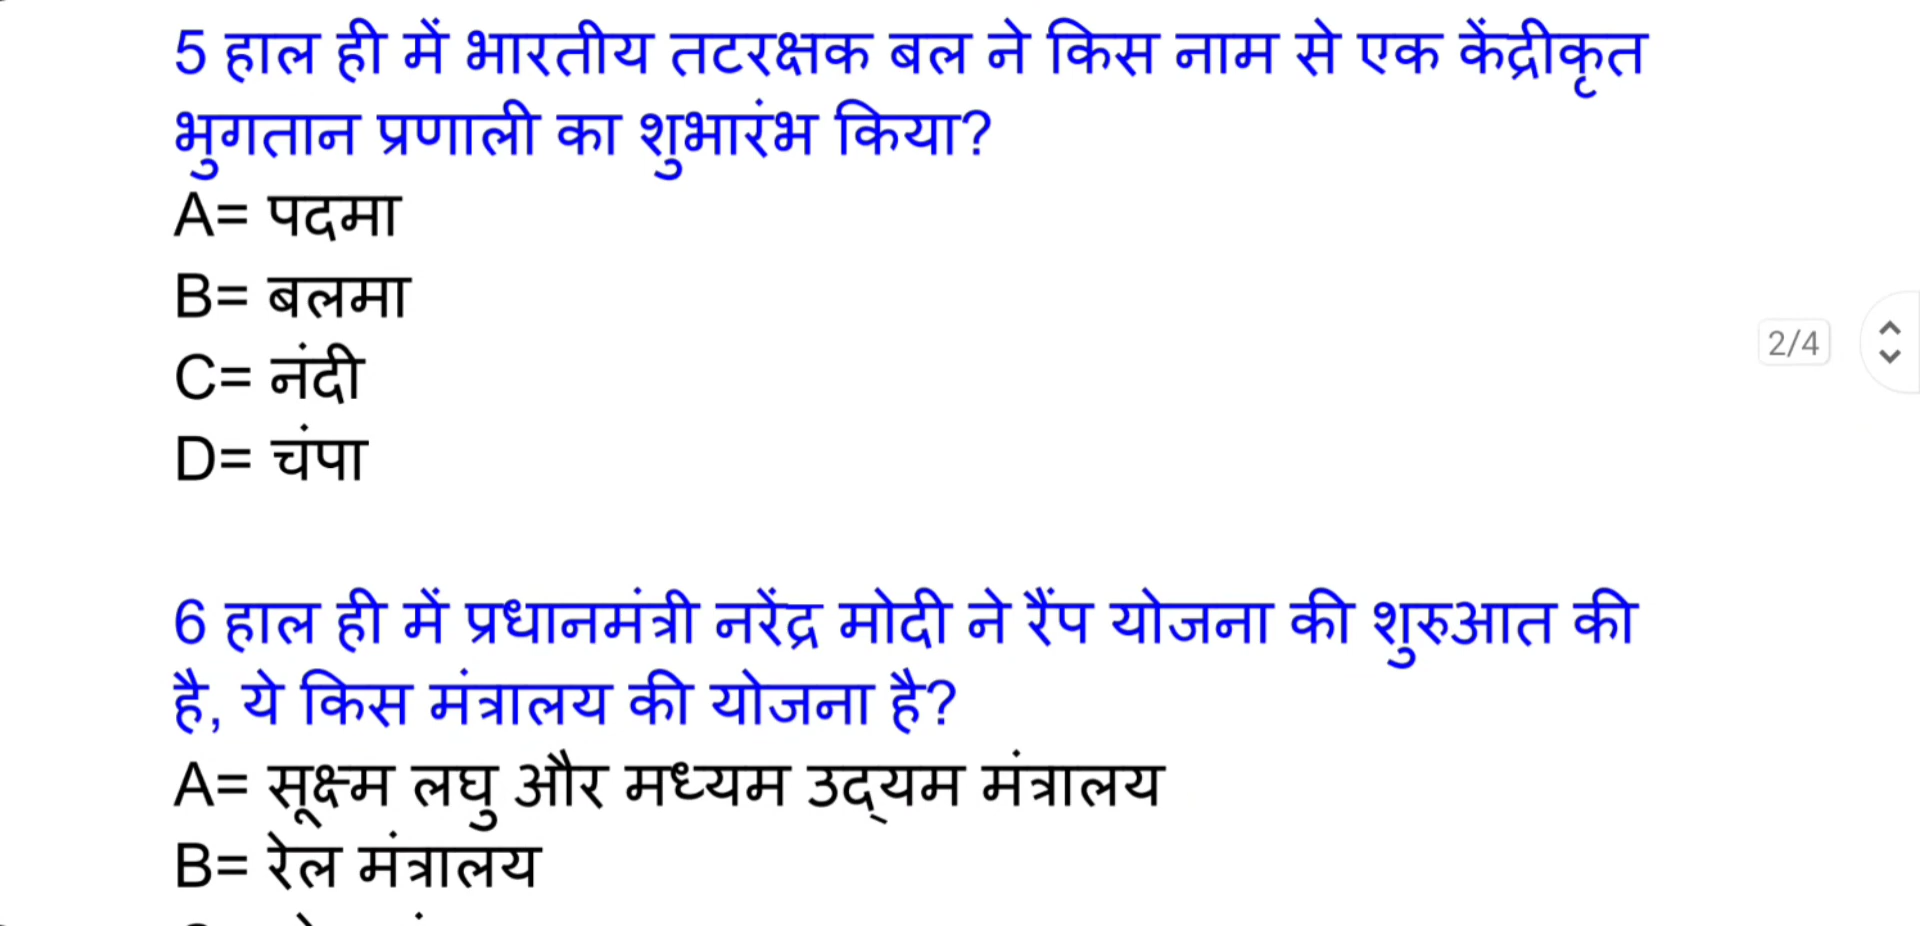 5 हाल ही में भारतीय तटरक्षक बल ने किस नाम से एक केंद्रीकृत
भुगतान प्रणाली का शुभारंभ किया?
A= पदमा
B= बलमा
C= नंदी
D= चंपा
2/4
6 हाल ही में प्रधानमंत्री नरेंद्र मोदी ने रैंप योजना की शुरुआत की
है, ये किस मंत्रालय की योजना है?
A= सूक्ष्म लघु और मध्यम उद्यम मंत्रालय
B= रेल मंत्रालय